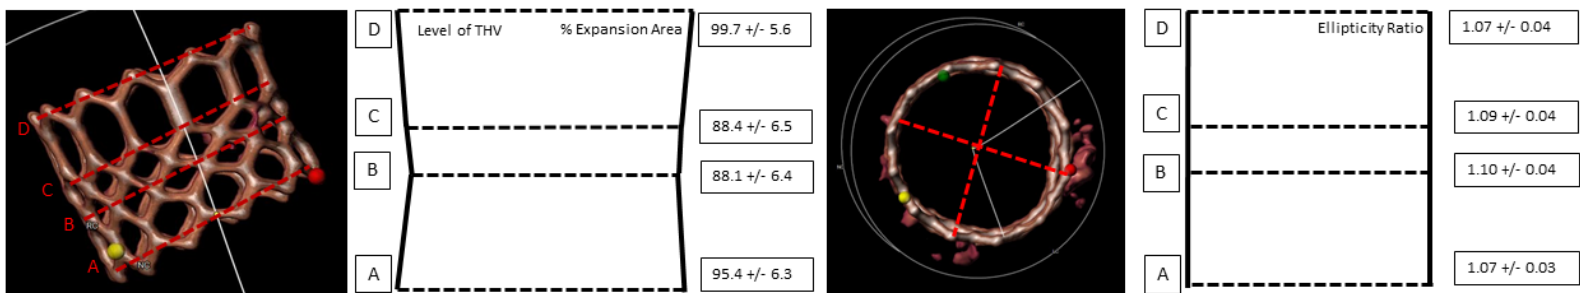 D
C
B
A
RC
D
Level of THV
% Expansion Area
99.7 +/- 5.6
C
88.4 +/- 6.5
B
88.1 +/- 6.4
A
95.4 +/- 6.3
D
Ellipticity Ratio
1.07 +/- 0.04
C
1.09 +/- 0.04
B
1.10 +/- 0.04
A
1.07 +/- 0.03